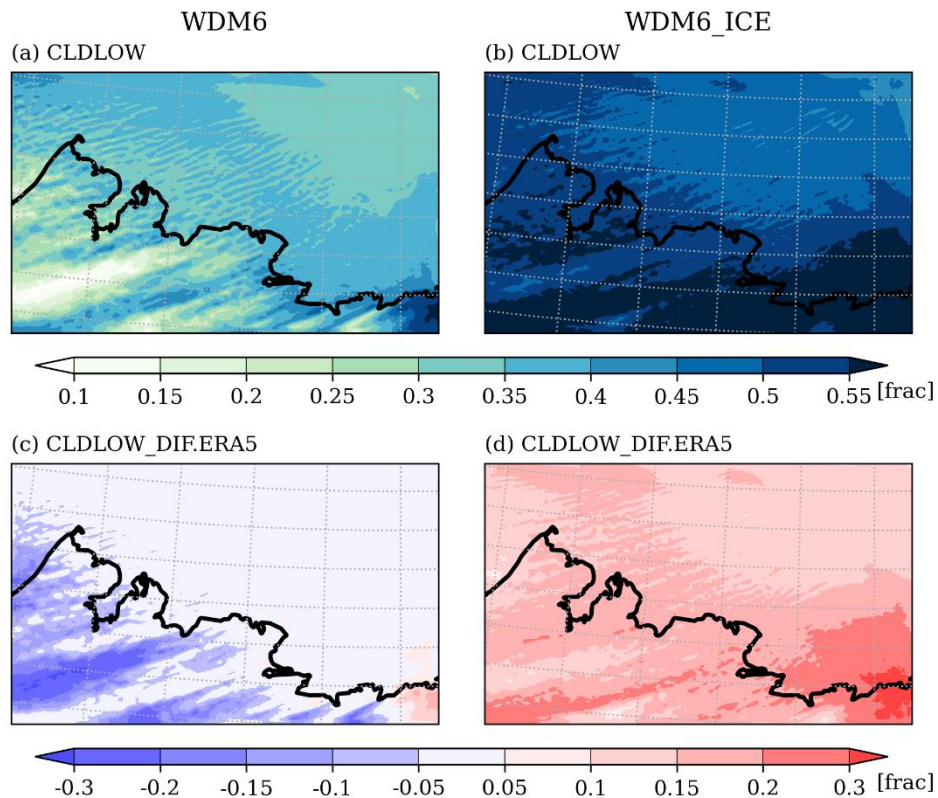 WDM6 WDM6_ICE
(a) CLDLOW (b) CLDLOW
0.1 0.15 0.2 0.25 0.3 0.35 0.4 0.45 0.5 0.55 [frac]
(c) CLDLOW_DIF.ERA5 (d) CLDLOW_DIF.ERA5
-0.3 -0.2 -0.15 -0.1 -0.05 0.05 0.1 0.15 0.2 0.3 [frac]